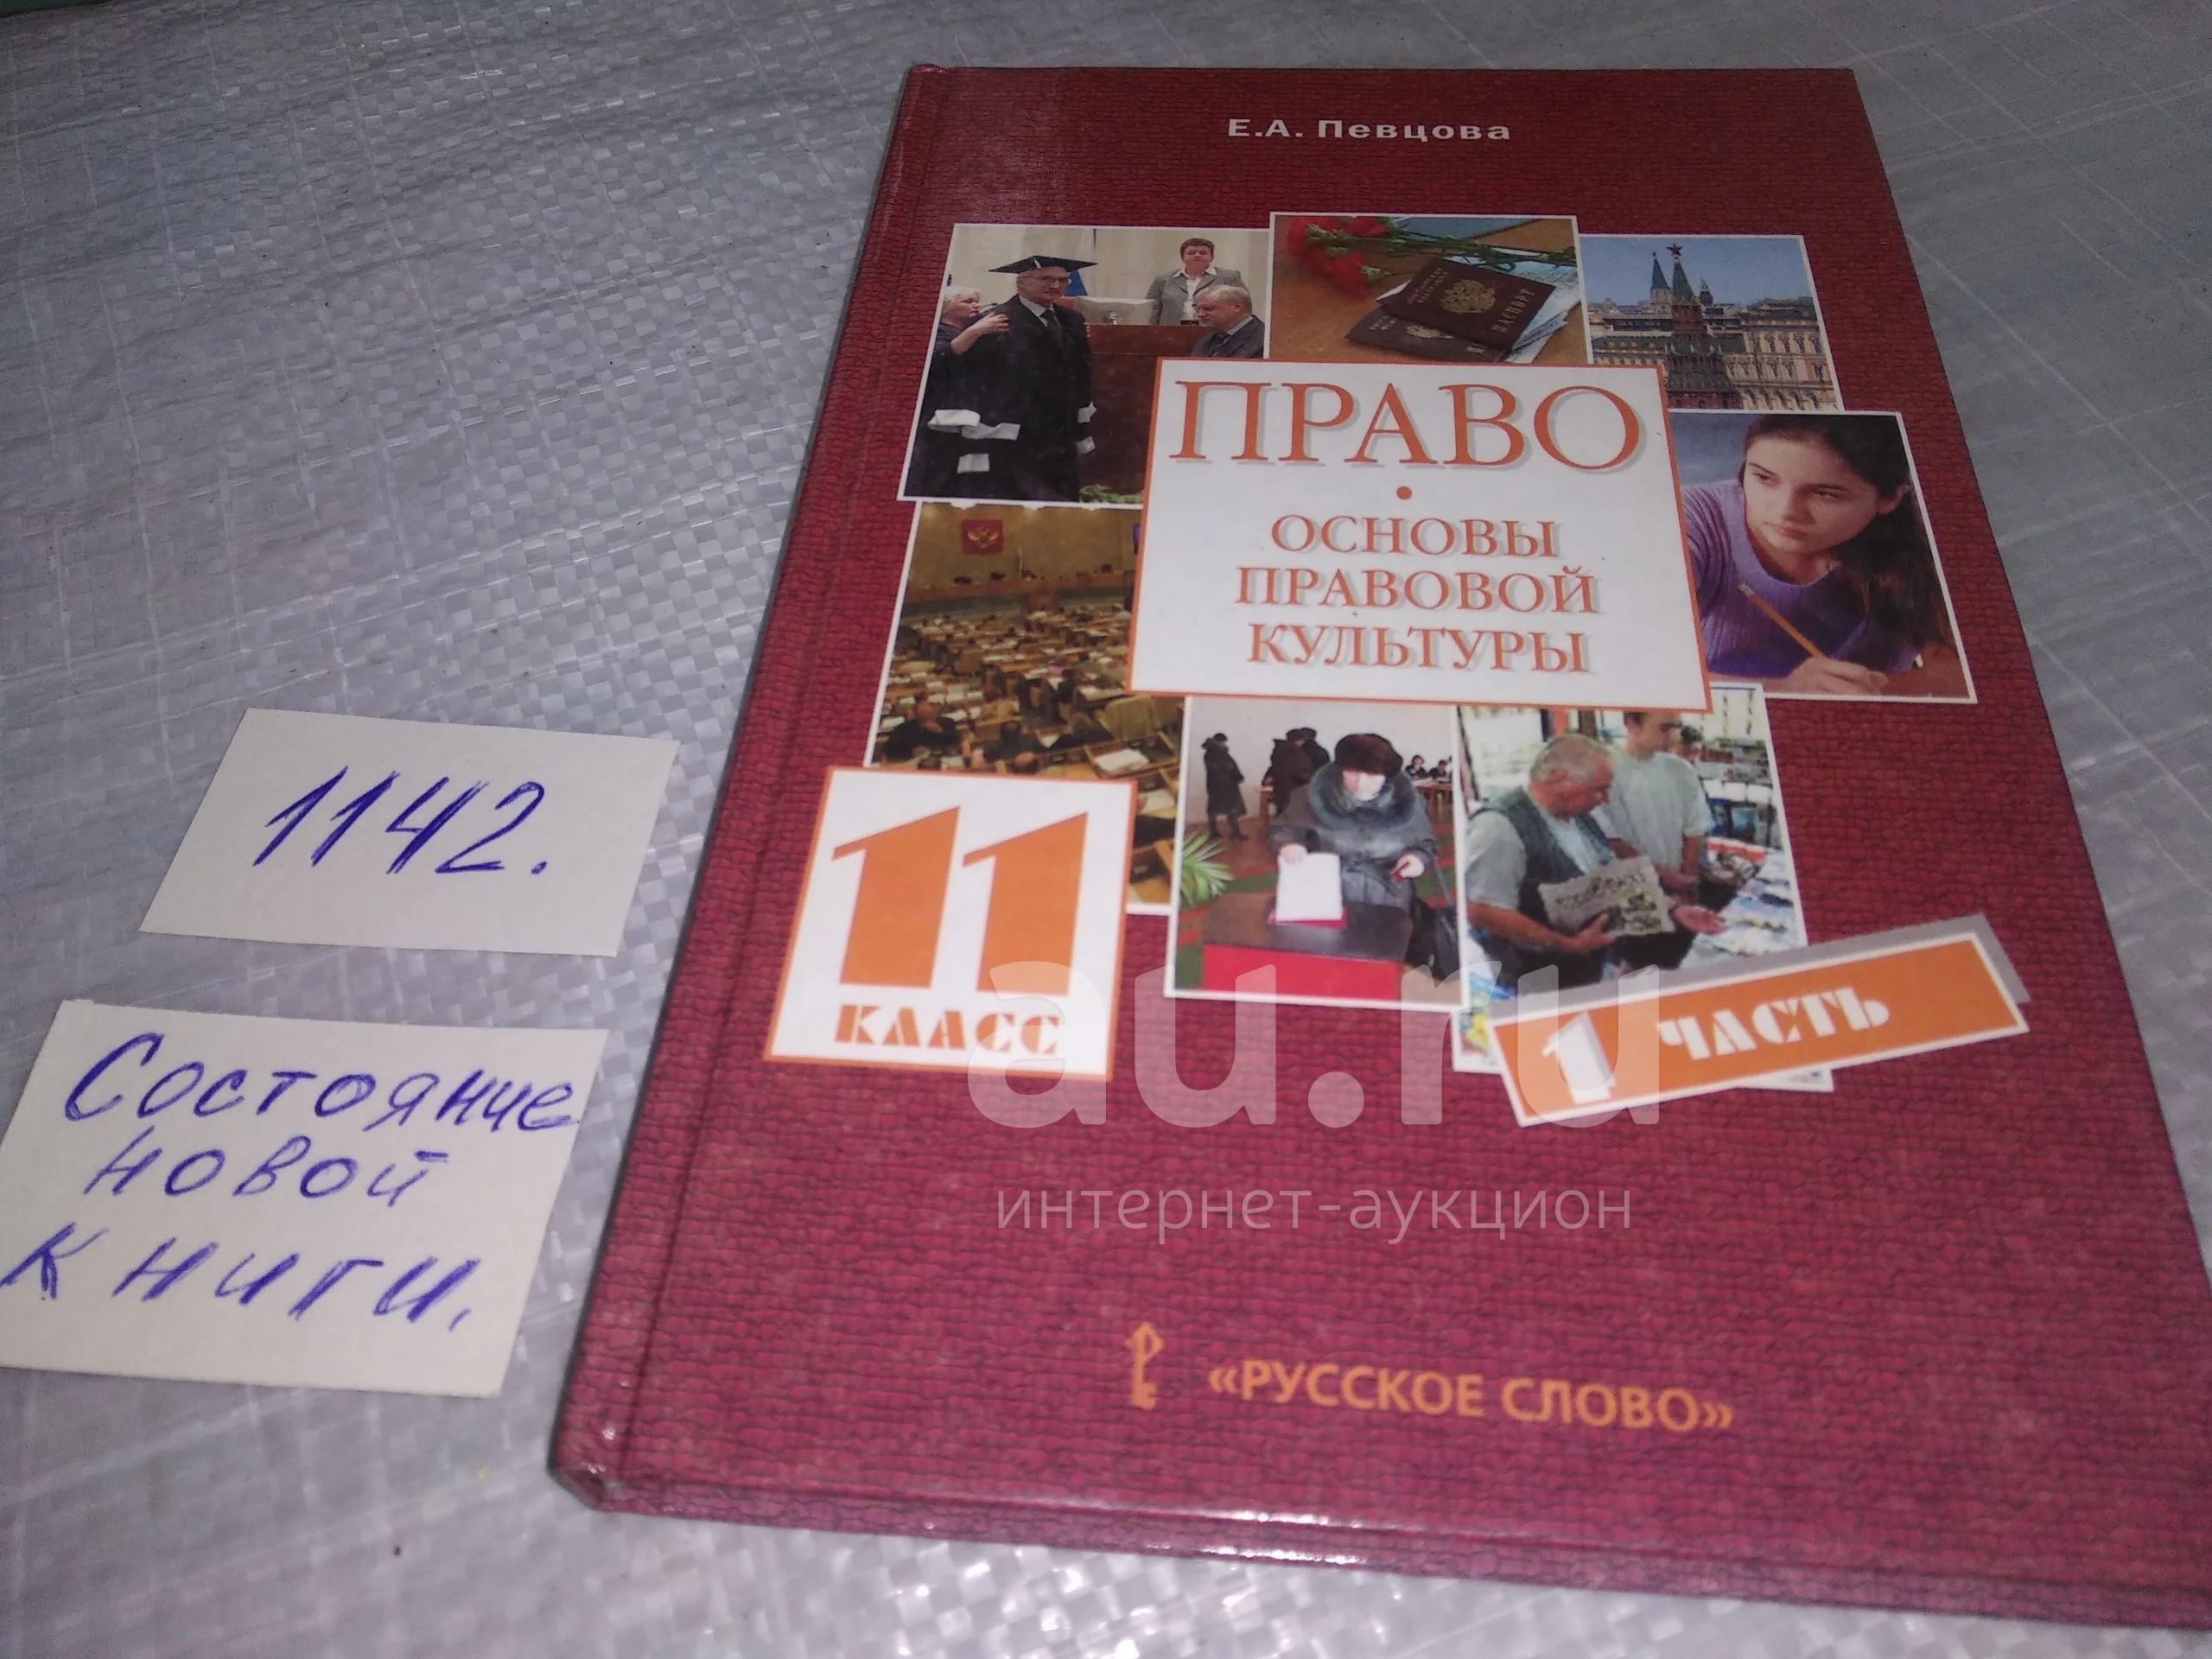 Е.А. Певцова
ПАСПОРТ
ПРАВО
•
ОСНОВЫ
ПРАВОВОЙ
КУЛЬТУРЫ
11
КЛАСС
1 ЧАСТЬ
«РУССКОЕ СЛОВО»
1142.
Состояние
новой
книги.
au.ru
интернет-аукцион